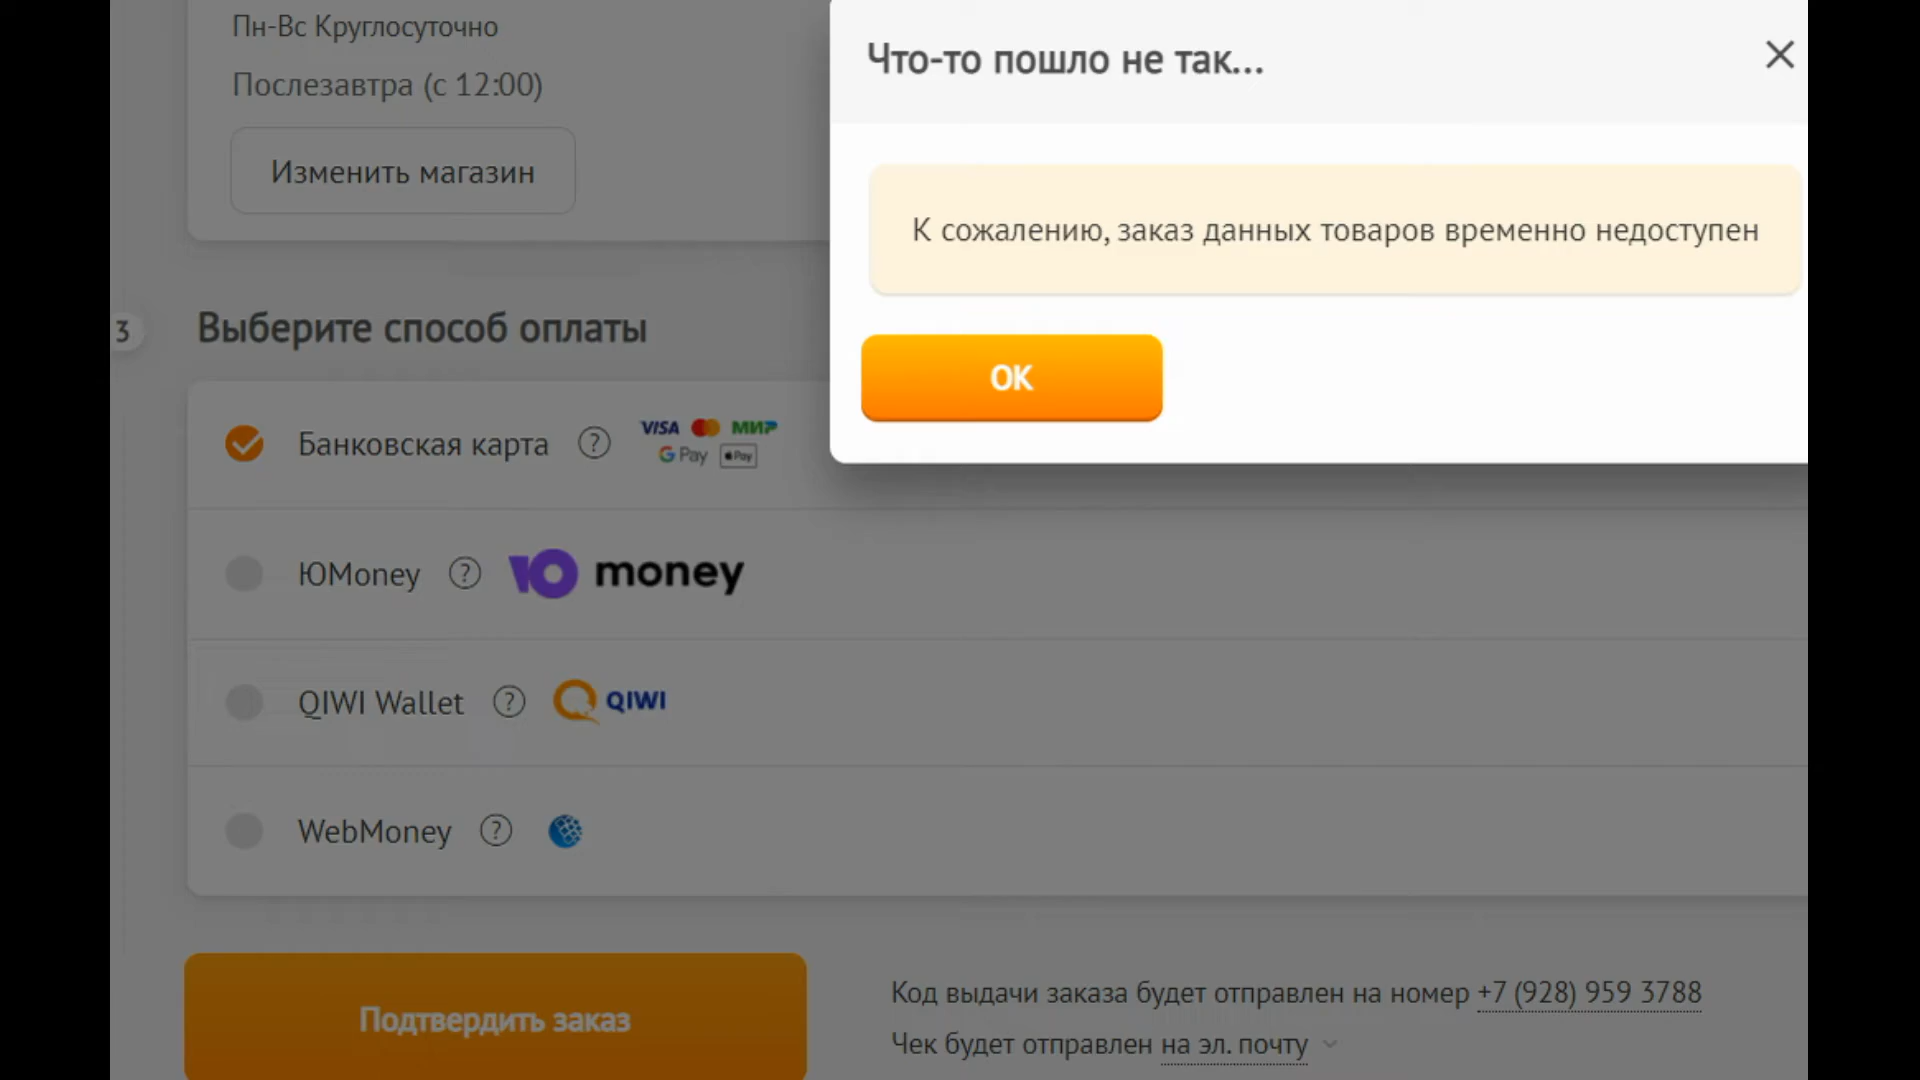 Пн-Вс Круглосуточно
Послезавтра (с 12:00)
Изменить магазин
Что-то пошло не так...
К сожалению, заказ данных товаров временно недоступен
ОК
3
Выберите способ оплаты
Банковская карта ? VISA МИР
G Pay Pay
ЮMoney ? Ю money
QIWI Wallet ? QIWI
WebMoney ?
Подтвердить заказ
Код выдачи заказа будет отправлен на номер +7 (928) 959 3788
Чек будет отправлен на эл. почту